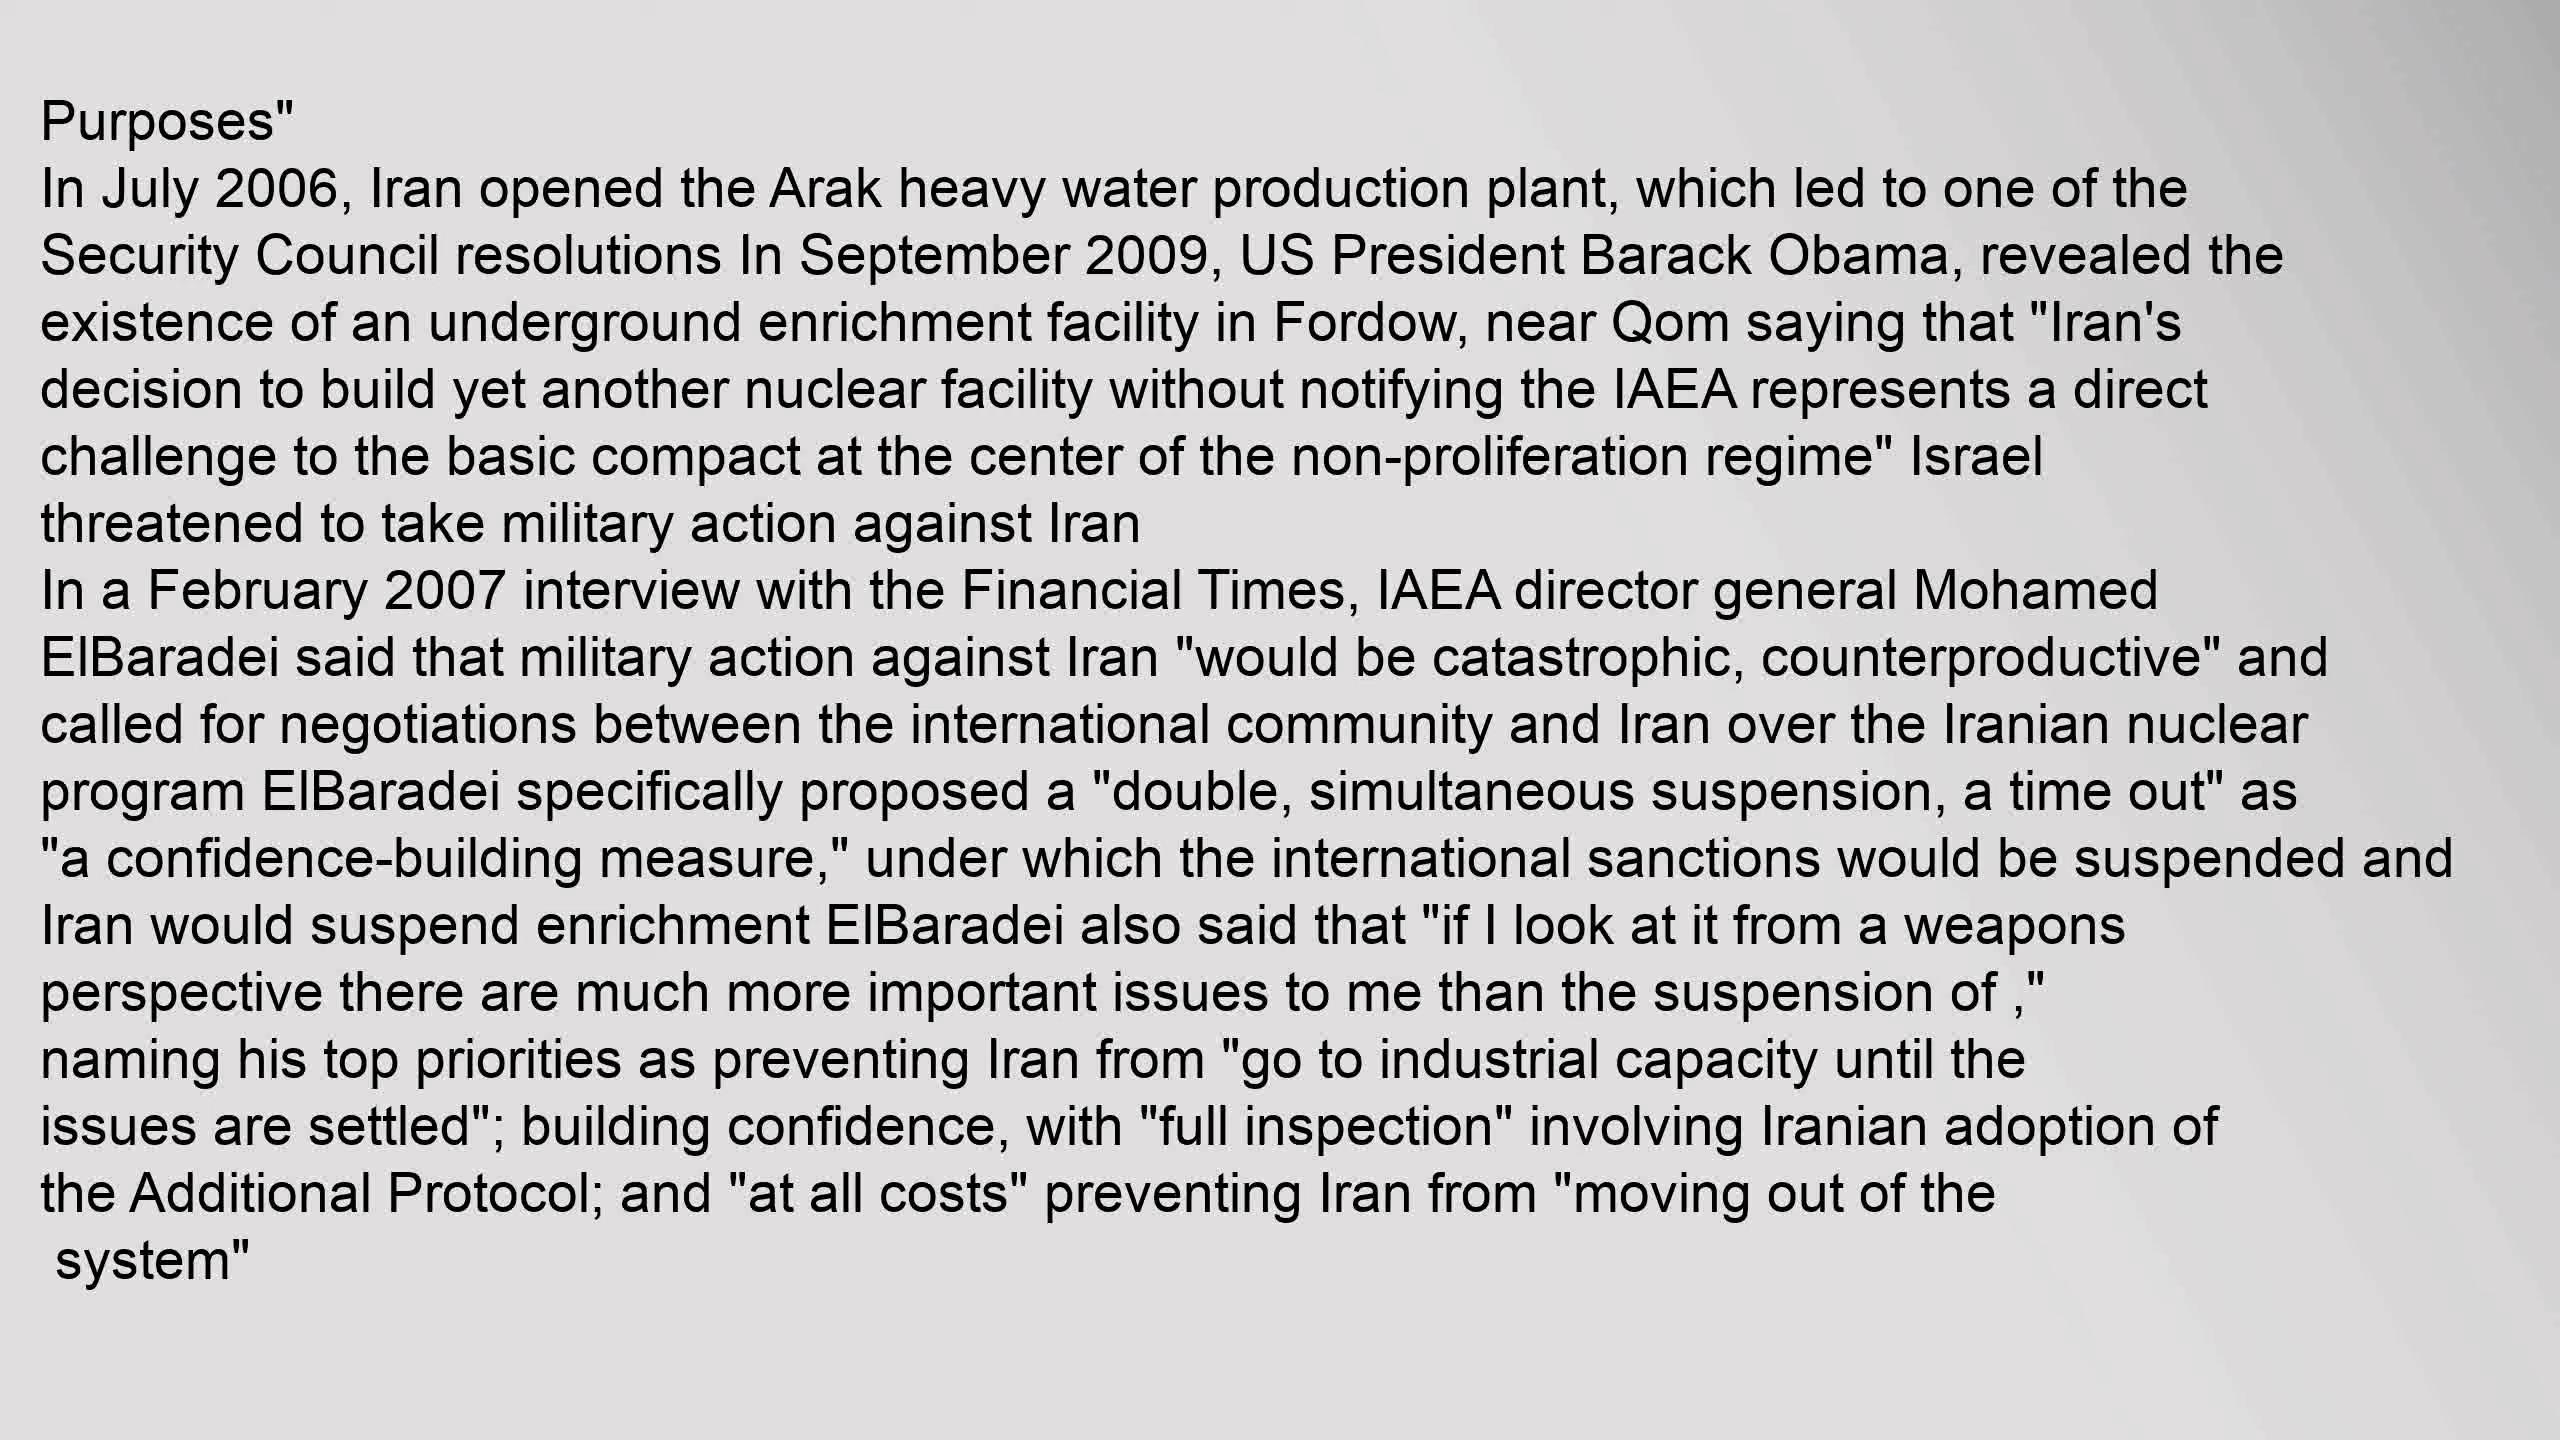 Purposes"
In July 2006, Iran opened the Arak heavy water production plant, which led to one of the
Security Council resolutions In September 2009, US President Barack Obama, revealed the
existence of an underground enrichment facility in Fordow, near Qom saying that "Iran's
decision to build yet another nuclear facility without notifying the IAEA represents a direct
challenge to the basic compact at the center of the non-proliferation regime" Israel
threatened to take military action against Iran
In a February 2007 interview with the Financial Times, IAEA director general Mohamed
ElBaradei said that military action against Iran "would be catastrophic, counterproductive" and
called for negotiations between the international community and Iran over the Iranian nuclear
program ElBaradei specifically proposed a "double, simultaneous suspension, a time out" as
"a confidence-building measure," under which the international sanctions would be suspended and
Iran would suspend enrichment ElBaradei also said that "if I look at it from a weapons
perspective there are much more important issues to me than the suspension of ,"
naming his top priorities as preventing Iran from "go to industrial capacity until the
issues are settled"; building confidence, with "full inspection" involving Iranian adoption of
the Additional Protocol; and "at all costs" preventing Iran from "moving out of the
system"